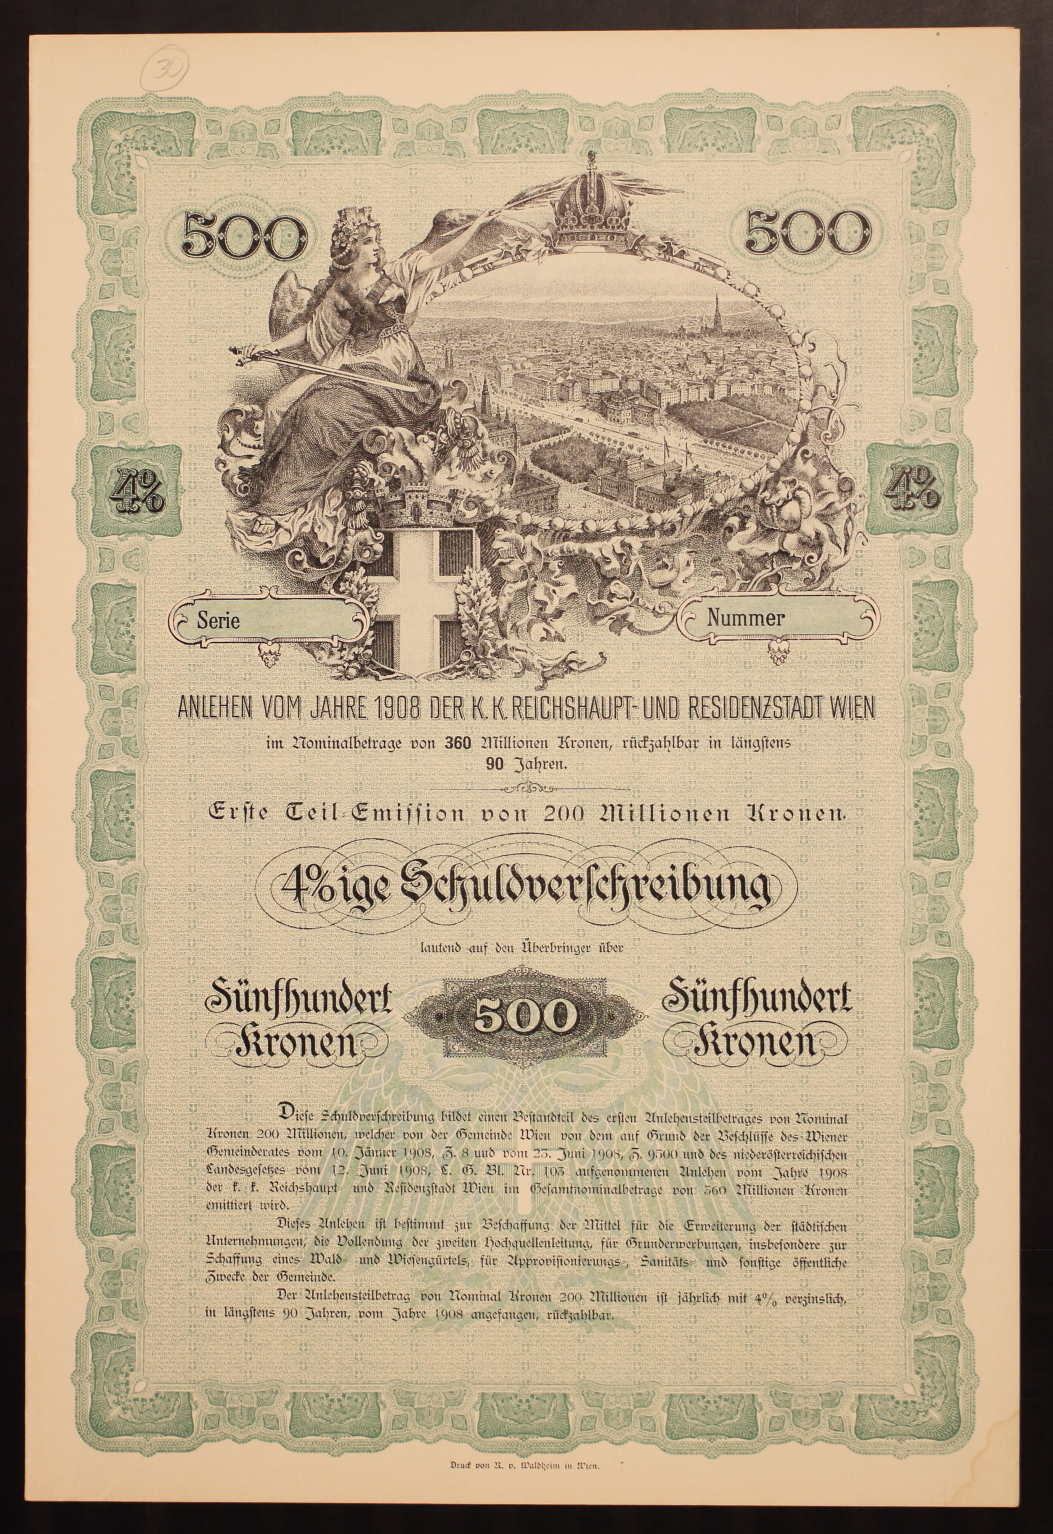 30
500 500
4% 4%
Serie Nummer
ANLEHEN VOM JAHRE 1908 DER K. K. REICHSHAUPT- UND RESIDENZSTADT WIEN
im Nominalbetrage von 360 Millionen Kronen, rückzahlbar in längstens
90 Jahren.
Erste Teil-Emission von 200 Millionen Kronen.
4%ige Schuldverschreibung
lautend auf den Überbringer über
Fünfhundert 500 Fünfhundert
Kronen Kronen
Diese Schuldverschreibung bildet einen Bestandteil des ersten Anlehensteilbetrages von Nominal
Kronen 200 Millionen, welcher von der Gemeinde Wien von dem auf Grund der Beschlüsse des Wiener
Gemeinderates vom 10. Jänner 1908, Z. 8 und vom 23. Juni 1908, Z. 9500 und des niederösterreichischen
Landesgesetzes vom 12. Juni 1908, L. G. Bl. Nr. 103 aufgenommenen Anlehen vom Jahre 1908
der k. k. Reichshaupt- und Residenzstadt Wien im Gesamtnominalbetrage von 360 Millionen Kronen
emittiert wird.
Dieses Anlehen ist bestimmt zur Beschaffung der Mittel für die Erweiterung der städtischen
Unternehmungen, die Vollendung der zweiten Hochquellenleitung, für Grunderwerbungen, insbesondere zur
Schaffung eines Wald- und Wiesengürtels, für Approvisionierungs-, Sanitäts- und sonstige öffentliche
Zwecke der Gemeinde.
Der Anlehensteilbetrag von Nominal Kronen 200 Millionen ist jährlich mit 4% verzinslich,
in längstens 90 Jahren, vom Jahre 1908 angefangen, rückzahlbar.
Druck von R. v. Waldheim in Wien.